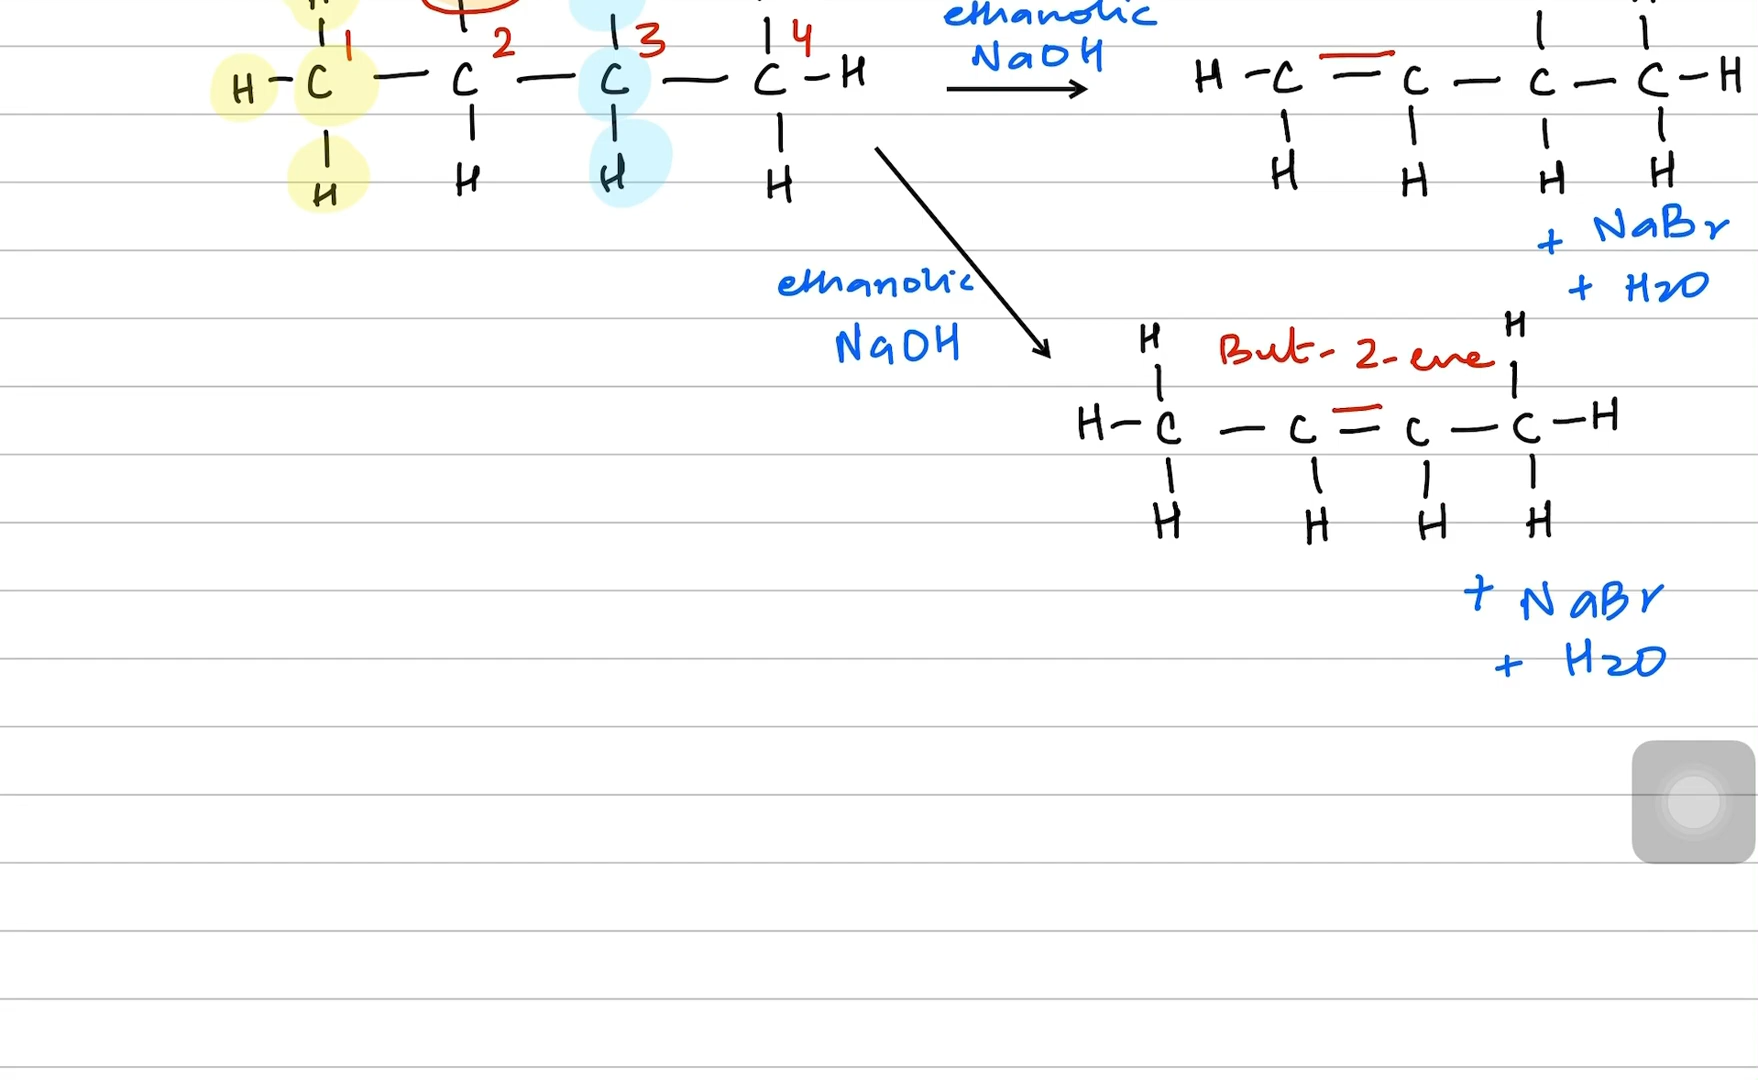 ethanolic
NaOH
1 2 3 4
H-C-C-C-C-H
H H H H
H-C=C-C-C-H
H H H H
+ NaBr
+ H2O
ethanolic
NaOH
But-2-ene
H H
H-C-C=C-C-H
H H H H
+ NaBr
+ H2O